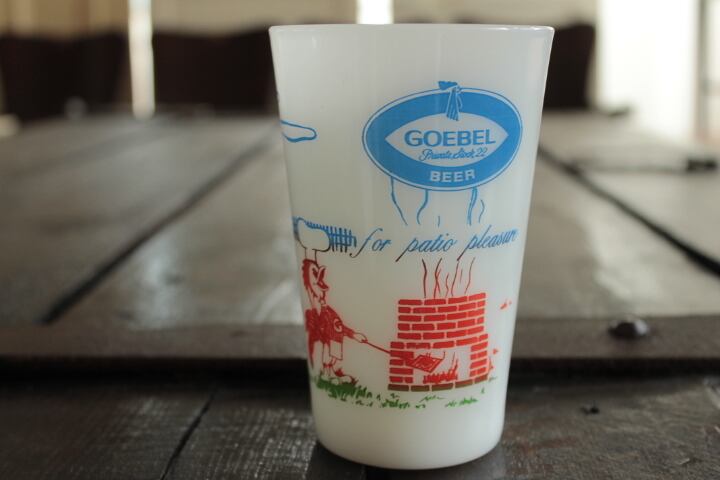 GOEBEL
Private Stock 22
BEER
for patio pleasure